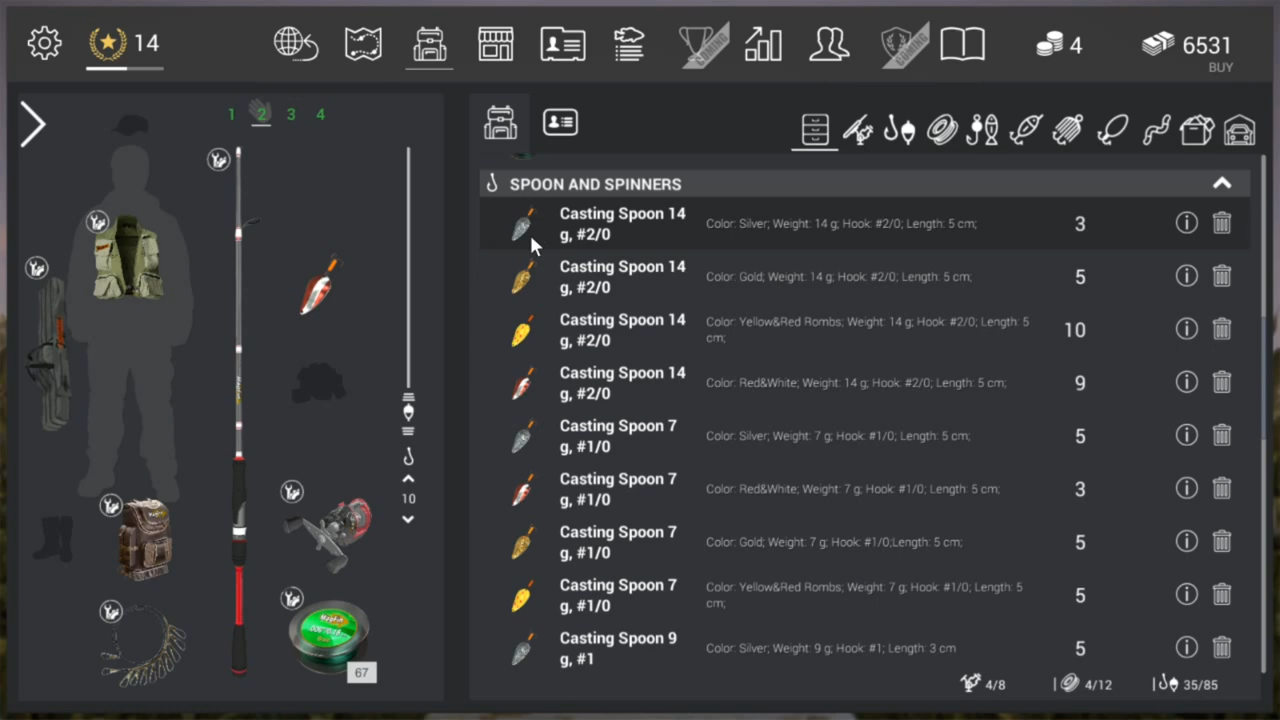 14
COMING
COMING
4
6531
BUY
1 2 3 4
SPOON AND SPINNERS
Casting Spoon 14
g, #2/0
Color: Silver; Weight: 14 g; Hook: #2/0; Length: 5 cm;
3
Casting Spoon 14
g, #2/0
Color: Gold; Weight: 14 g; Hook: #2/0; Length: 5 cm;
5
Casting Spoon 14
g, #2/0
Color: Yellow&Red Rombs; Weight: 14 g; Hook: #2/0; Length: 5
cm;
10
Casting Spoon 14
g, #2/0
Color: Red&White; Weight: 14 g; Hook: #2/0; Length: 5 cm;
9
Casting Spoon 7
g, #1/0
Color: Silver; Weight: 7 g; Hook: #1/0; Length: 5 cm;
5
Casting Spoon 7
g, #1/0
Color: Red&White; Weight: 7 g; Hook: #1/0; Length: 5 cm;
3
Casting Spoon 7
g, #1/0
Color: Gold; Weight: 7 g; Hook: #1/0;Length: 5 cm;
5
Casting Spoon 7
g, #1/0
Color: Yellow&Red Rombs; Weight: 7 g; Hook: #1/0; Length: 5
cm;
5
Casting Spoon 9
g, #1
Color: Silver; Weight: 9 g; Hook: #1; Length: 3 cm
5
10
67
4/8
4/12
35/85